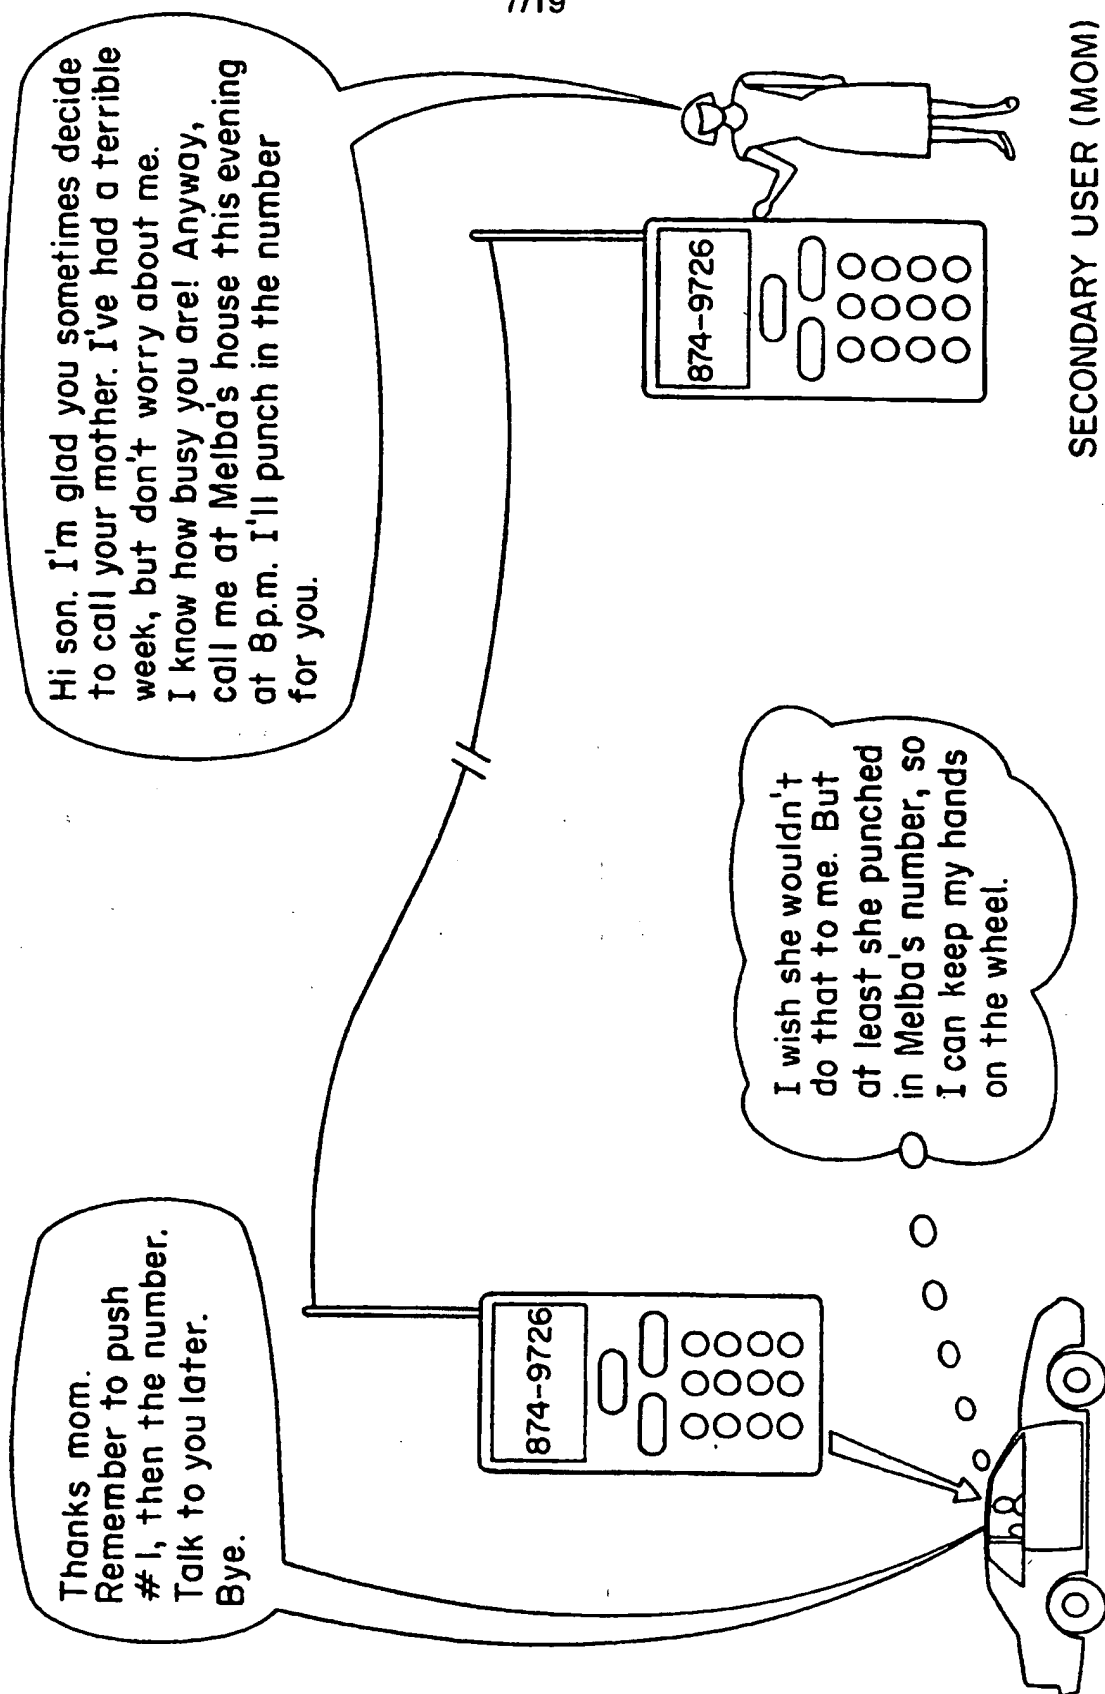 7/19
Thanks mom.
Remember to push
# 1, then the number.
Talk to you later.
Bye.
Hi son. I'm glad you sometimes decide
to call your mother. I've had a terrible
week, but don't worry about me.
I know how busy you are! Anyway,
call me at Melba's house this evening
at 8p.m. I'll punch in the number
for you.
874-9726
874-9726
I wish she wouldn't
do that to me. But
at least she punched
in Melba's number, so
I can keep my hands
on the wheel.
SECONDARY USER (MOM)